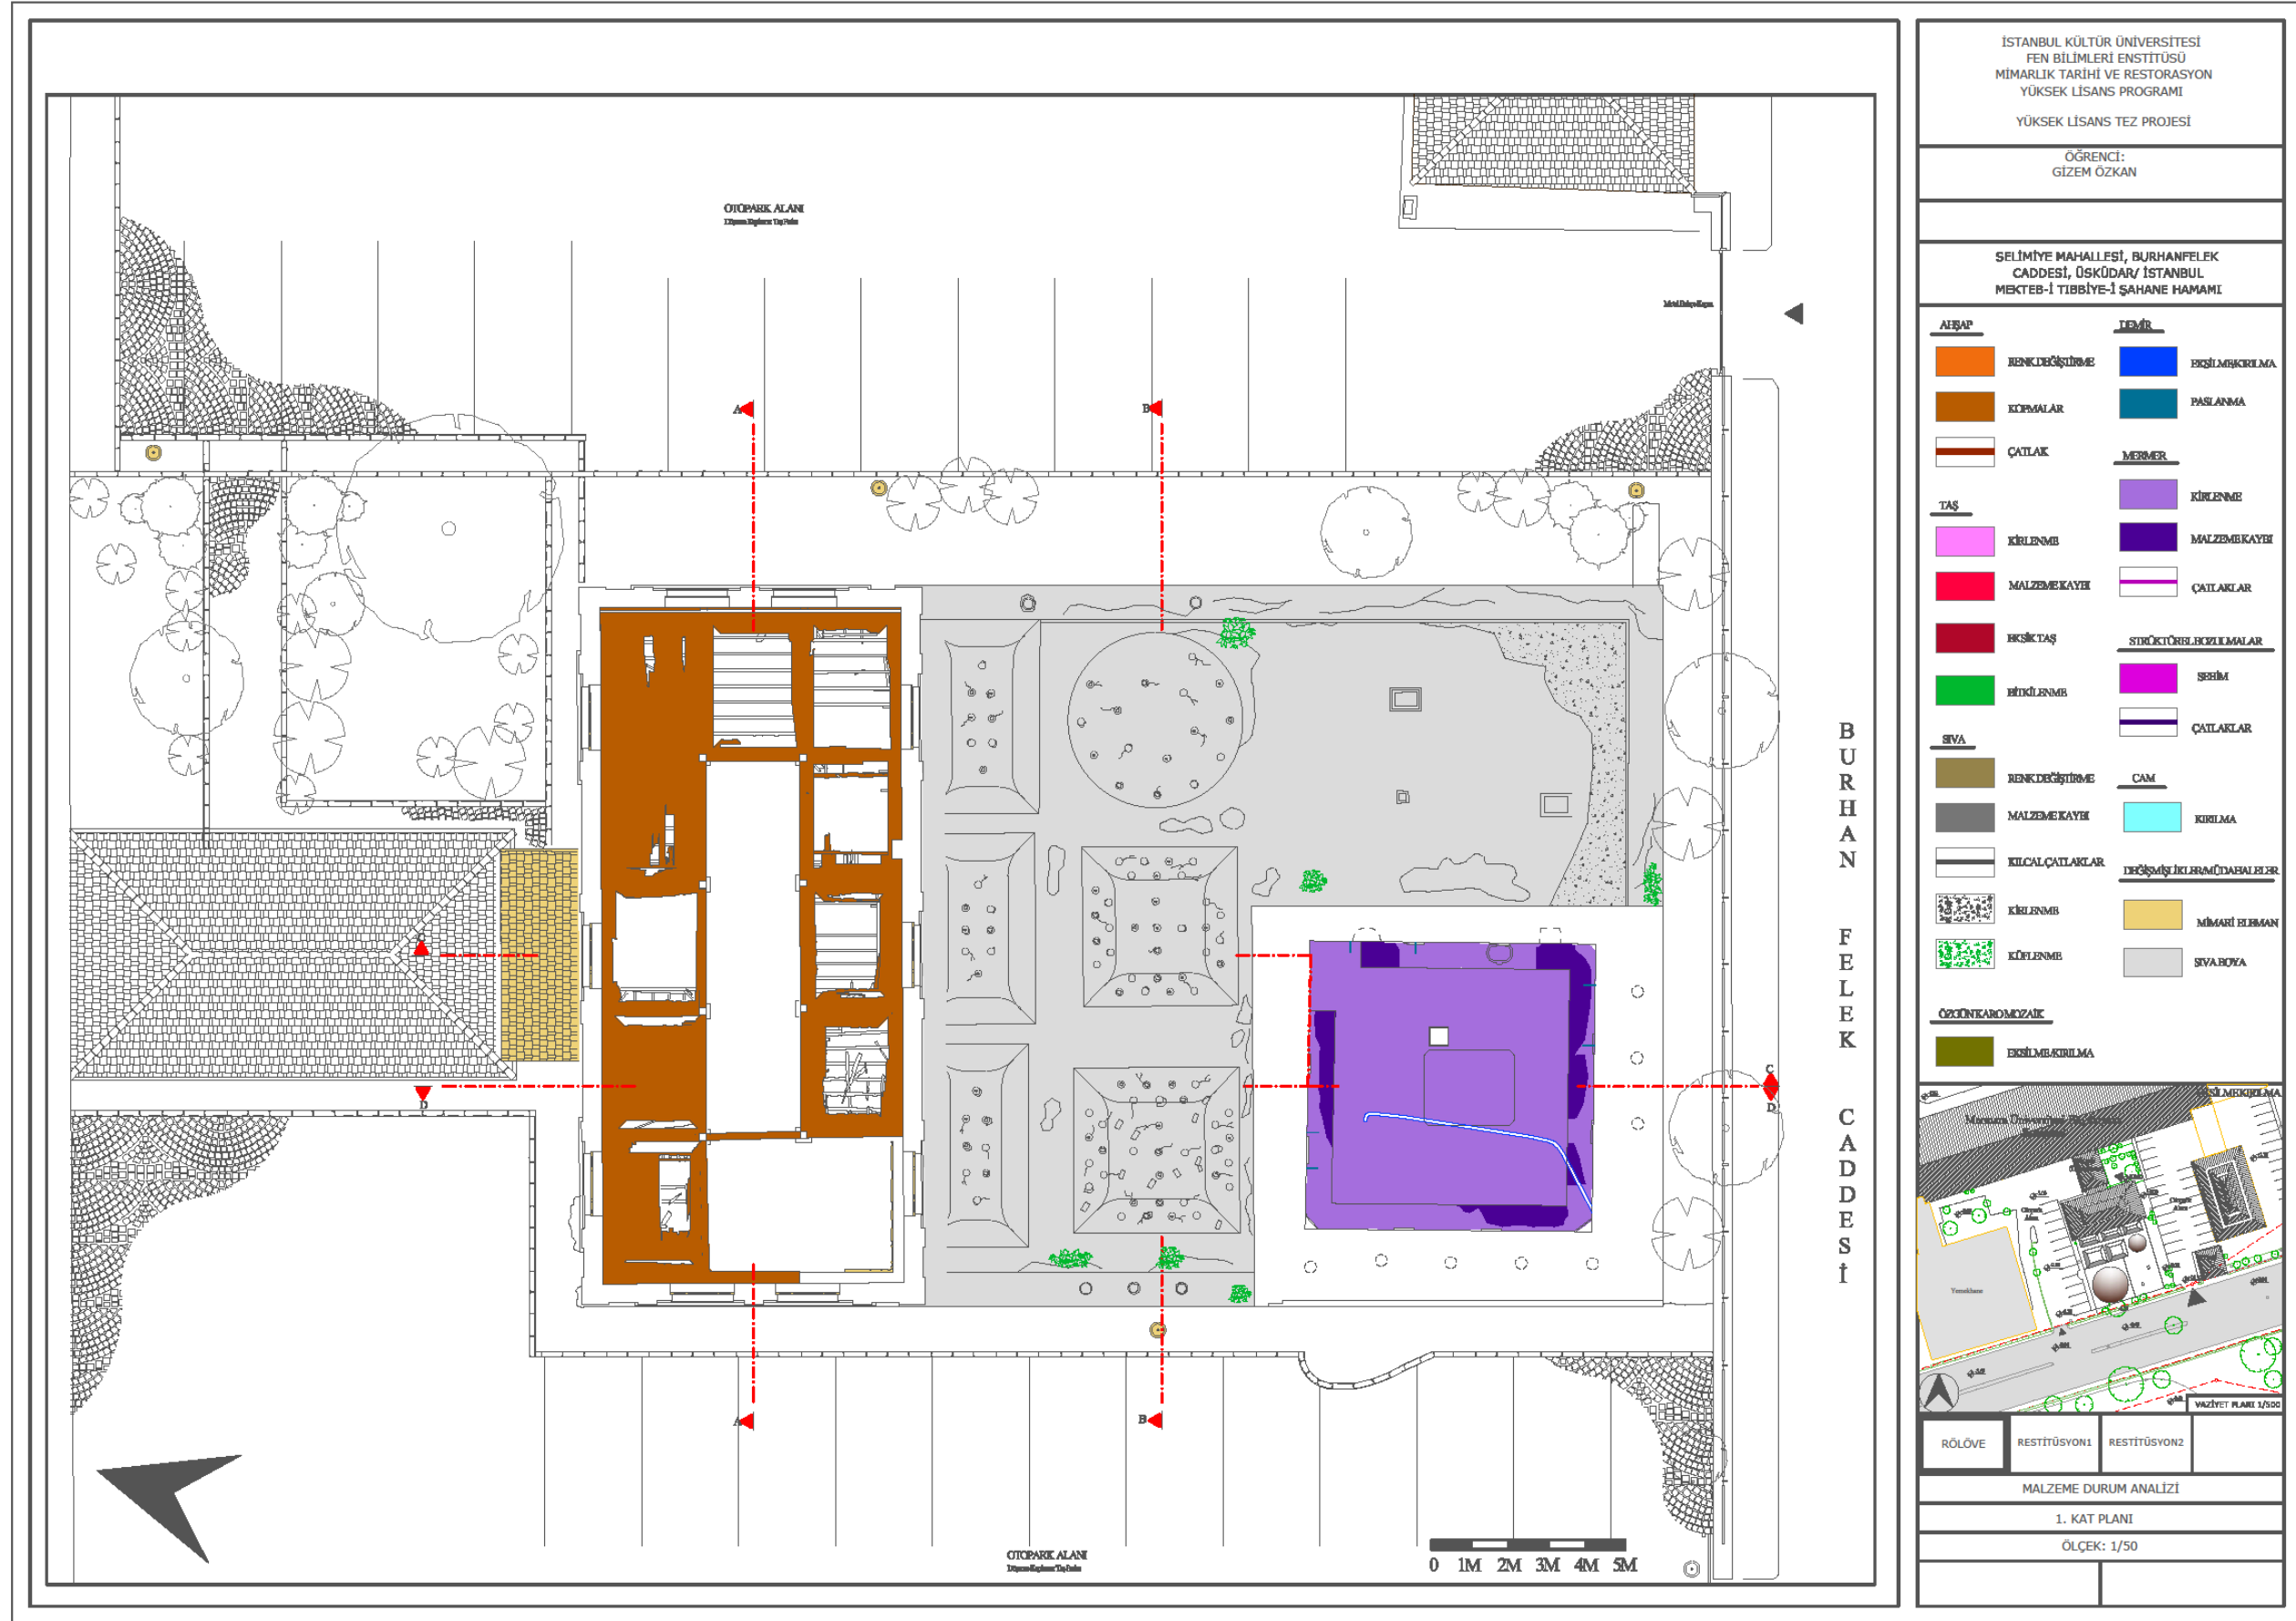 OTOPARK ALANI
A
B
C
D
A
B
C
D
BURHAN FELEK CADDESİ
OTOPARK ALANI
0 1M 2M 3M 4M 5M
İSTANBUL KÜLTÜR ÜNİVERSİTESİ
FEN BİLİMLERİ ENSTİTÜSÜ
MİMARLIK TARİHİ VE RESTORASYON
YÜKSEK LİSANS PROGRAMI
YÜKSEK LİSANS TEZ PROJESİ
ÖĞRENCİ:
GİZEM ÖZKAN
SELİMİYE MAHALLESİ, BURHANFELEK
CADDESİ, ÜSKÜDAR/ İSTANBUL
MEKTEB-İ TIBBİYE-İ ŞAHANE HAMAMI
AHŞAP
RENK DEĞİŞTİRME
KOPMALAR
ÇATLAK
TAŞ
KİRLENME
MALZEME KAYBI
EKSİK TAŞ
BİTKİLENME
SIVA
RENK DEĞİŞTİRME
MALZEME KAYBI
KILCAL ÇATLAKLAR
KİRLENME
KÜFLENME
ÖZGÜN KARO MOZAİK
EKSİLME/KIRILMA
DEMİR
EKSİLME/KIRILMA
PASLANMA
MERMER
KİRLENME
MALZEME KAYBI
ÇATLAKLAR
STRÜKTÜREL BOZULMALAR
SEHİM
ÇATLAKLAR
CAM
KIRILMA
DEĞİŞMİŞLİKLER/MÜDAHALELER
MİMARİ ELEMAN
SIVA BOYA
Yemekhane
VAZİYET PLANI 1/500
RÖLÖVE
RESTİTÜSYON1
RESTİTÜSYON2
MALZEME DURUM ANALİZİ
1. KAT PLANI
ÖLÇEK: 1/50